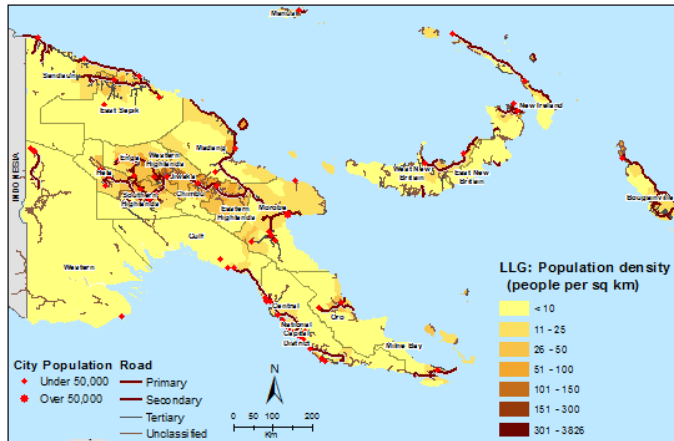 Manus
Sandaun
East Sepik
New Ireland
Madang
Enga
Western
Highlands
Hela
Jiwaka
Southern
Highlands
Chimbu
Eastern
Highlands
Morobe
West New
Britain
East New
Britain
Bougainville
INDONESIA
Gulf
Western
Central
National
Capital
District
Oro
Milne Bay
LLG: Population density
(people per sq km)
< 10
11 - 25
26 - 50
51 - 100
101 - 150
151 - 300
301 - 3826
City Population
Under 50,000
Over 50,000
Road
Primary
Secondary
Tertiary
Unclassified
N
0 50 100 200
Km